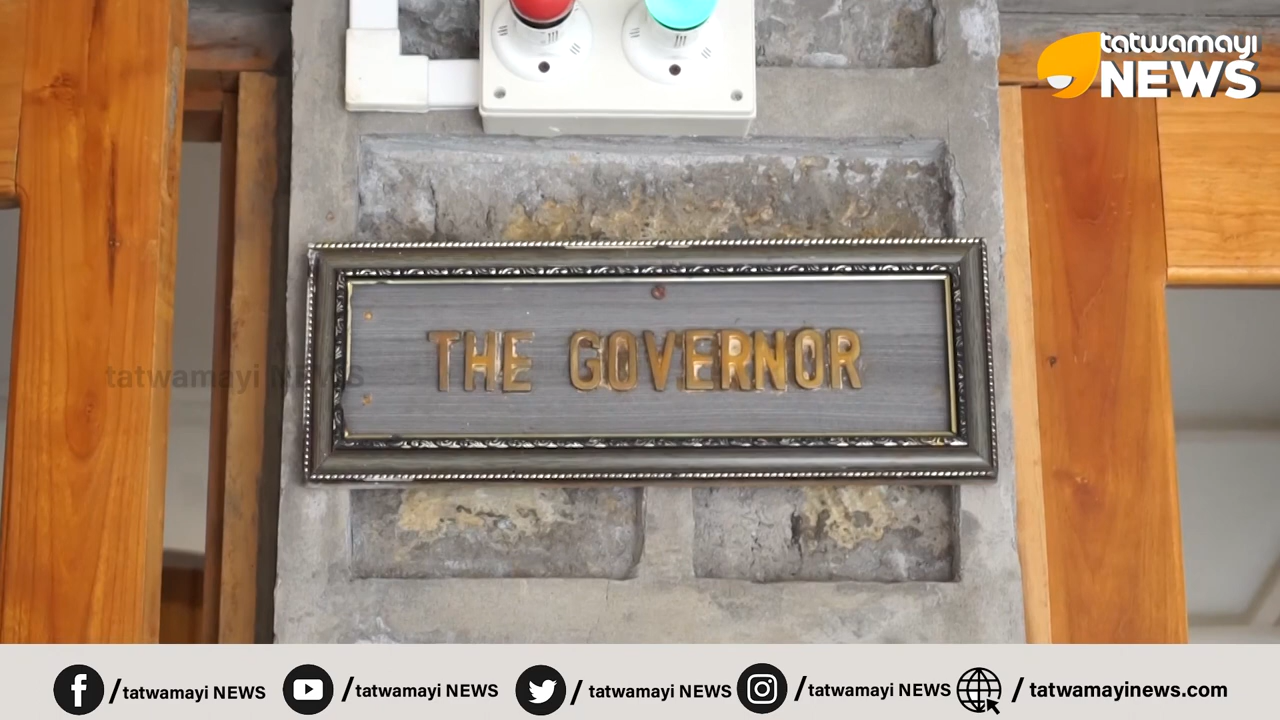 tatwamayi
NEWS
THE GOVERNOR
tatwamayi NEWS
/tatwamayi NEWS /tatwamayi NEWS / tatwamayi NEWS /tatwamayi NEWS / tatwamayinews.com